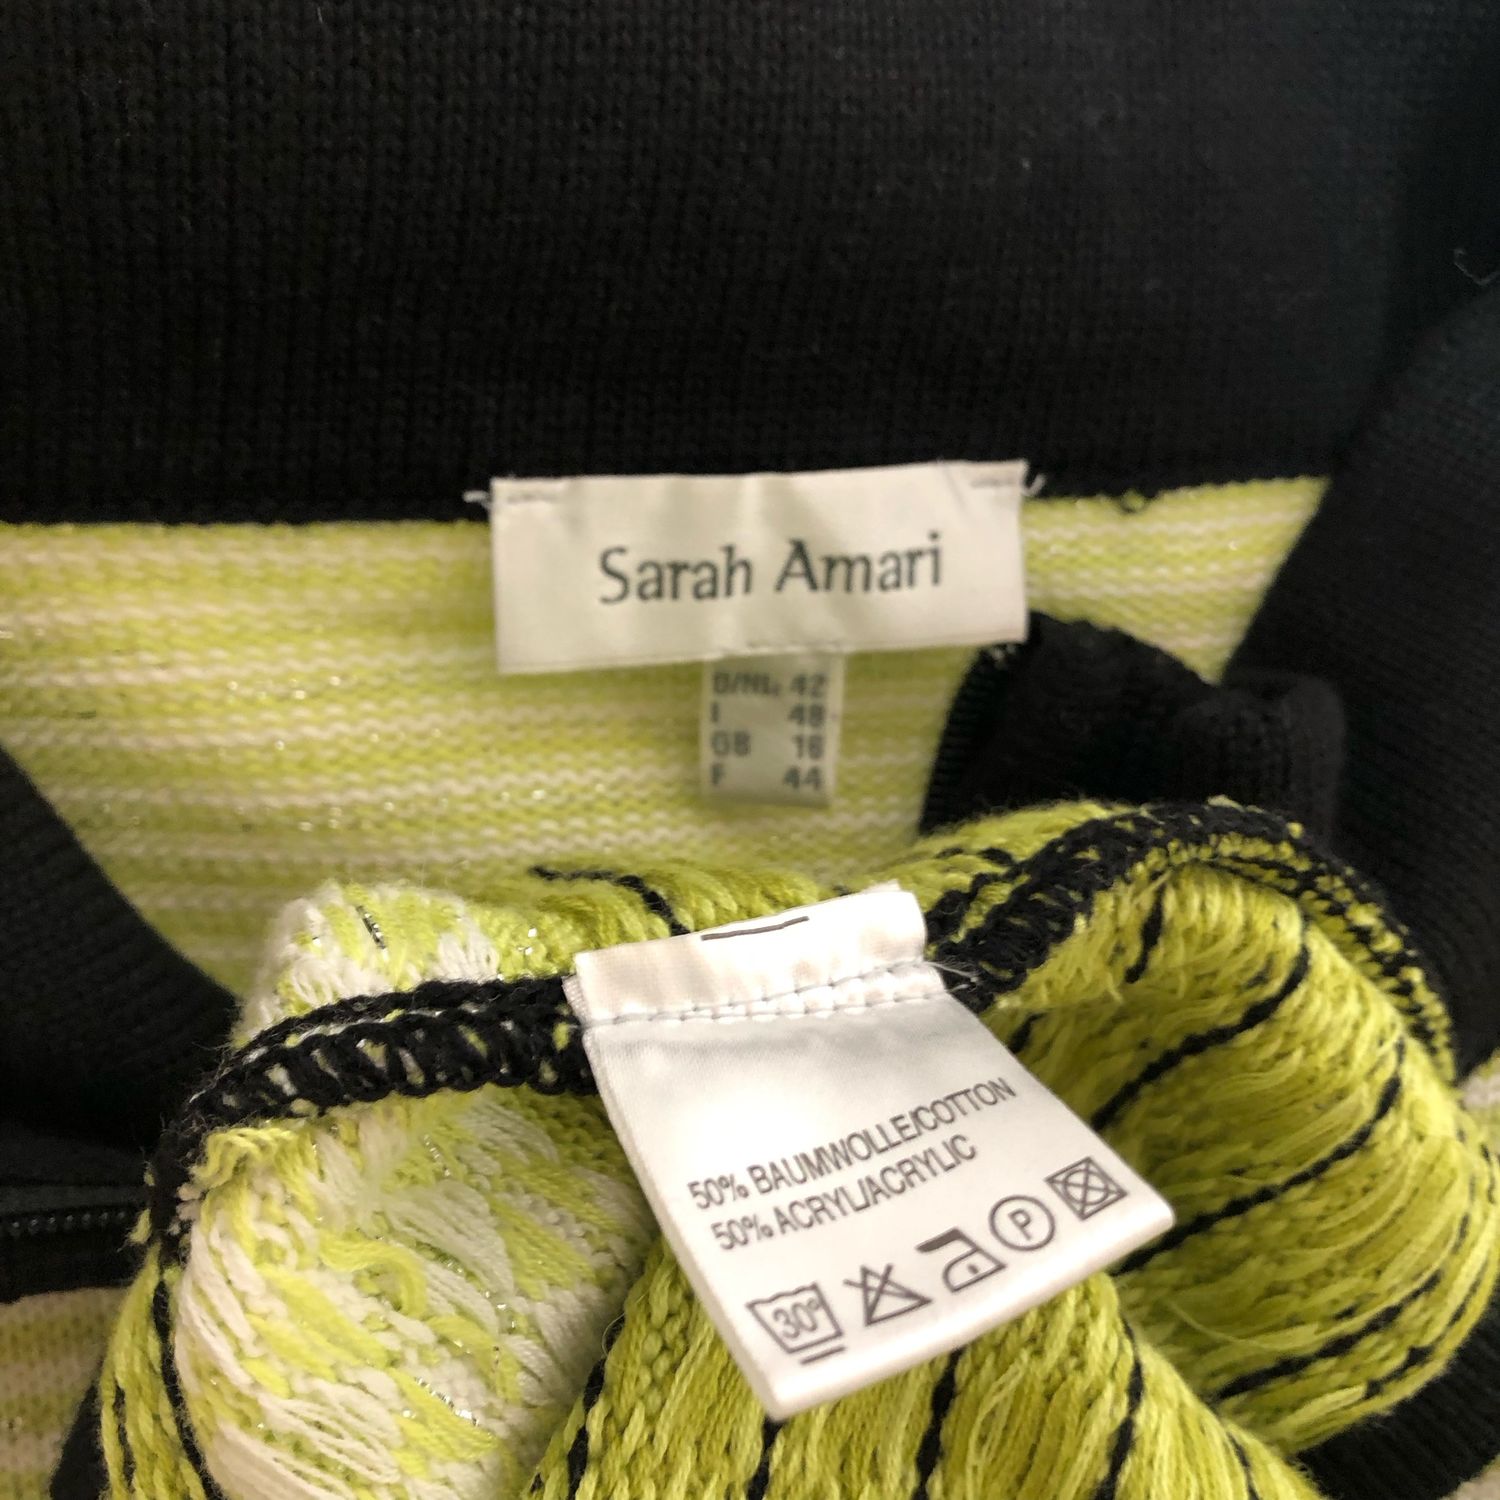 Sarah Amari
D/NL 42
I 48
GB 16
F 44
50% BAUMWOLLE/COTTON
50% ACRYL/ACRYLIC
30°
P